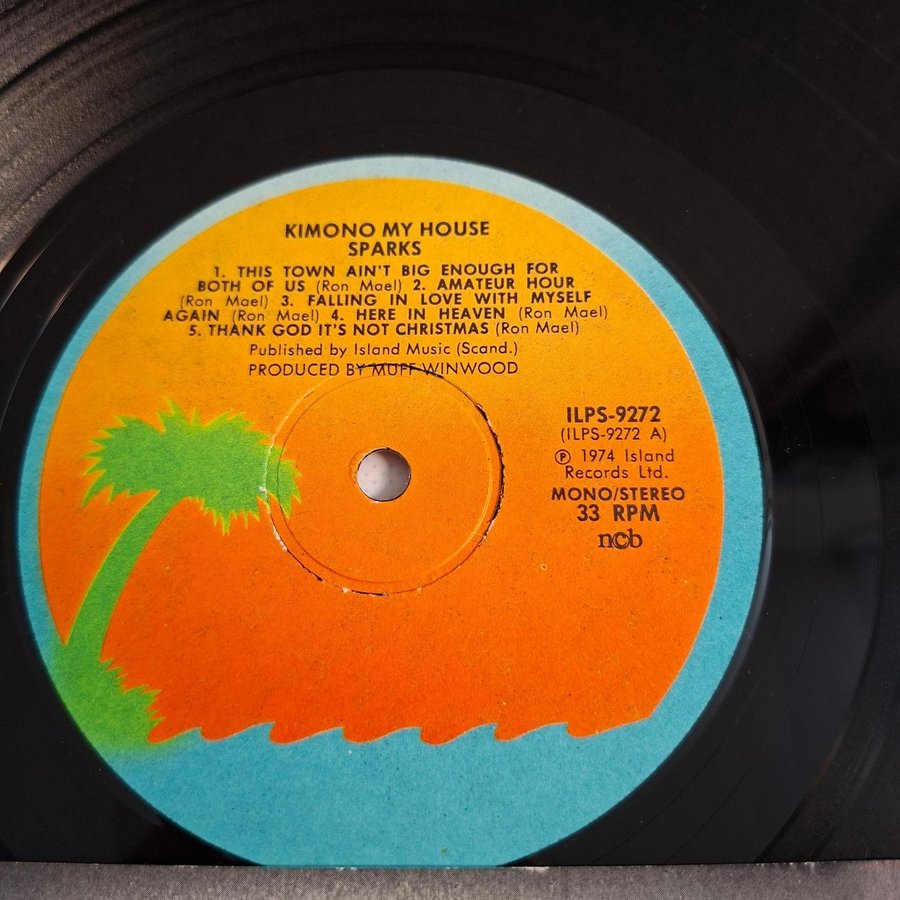 KIMONO MY HOUSE
SPARKS
1. THIS TOWN AIN'T BIG ENOUGH FOR
BOTH OF US (Ron Mael) 2. AMATEUR HOUR
(Ron Mael) 3. FALLING IN LOVE WITH MYSELF
AGAIN (Ron Mael) 4. HERE IN HEAVEN (Ron Mael)
5. THANK GOD IT'S NOT CHRISTMAS (Ron Mael)
Published by Island Music (Scand.)
PRODUCED BY MUFF WINWOOD
ILPS-9272
(ILPS-9272 A)
℗ 1974 Island
Records Ltd.
MONO/STEREO
33 RPM
ncb